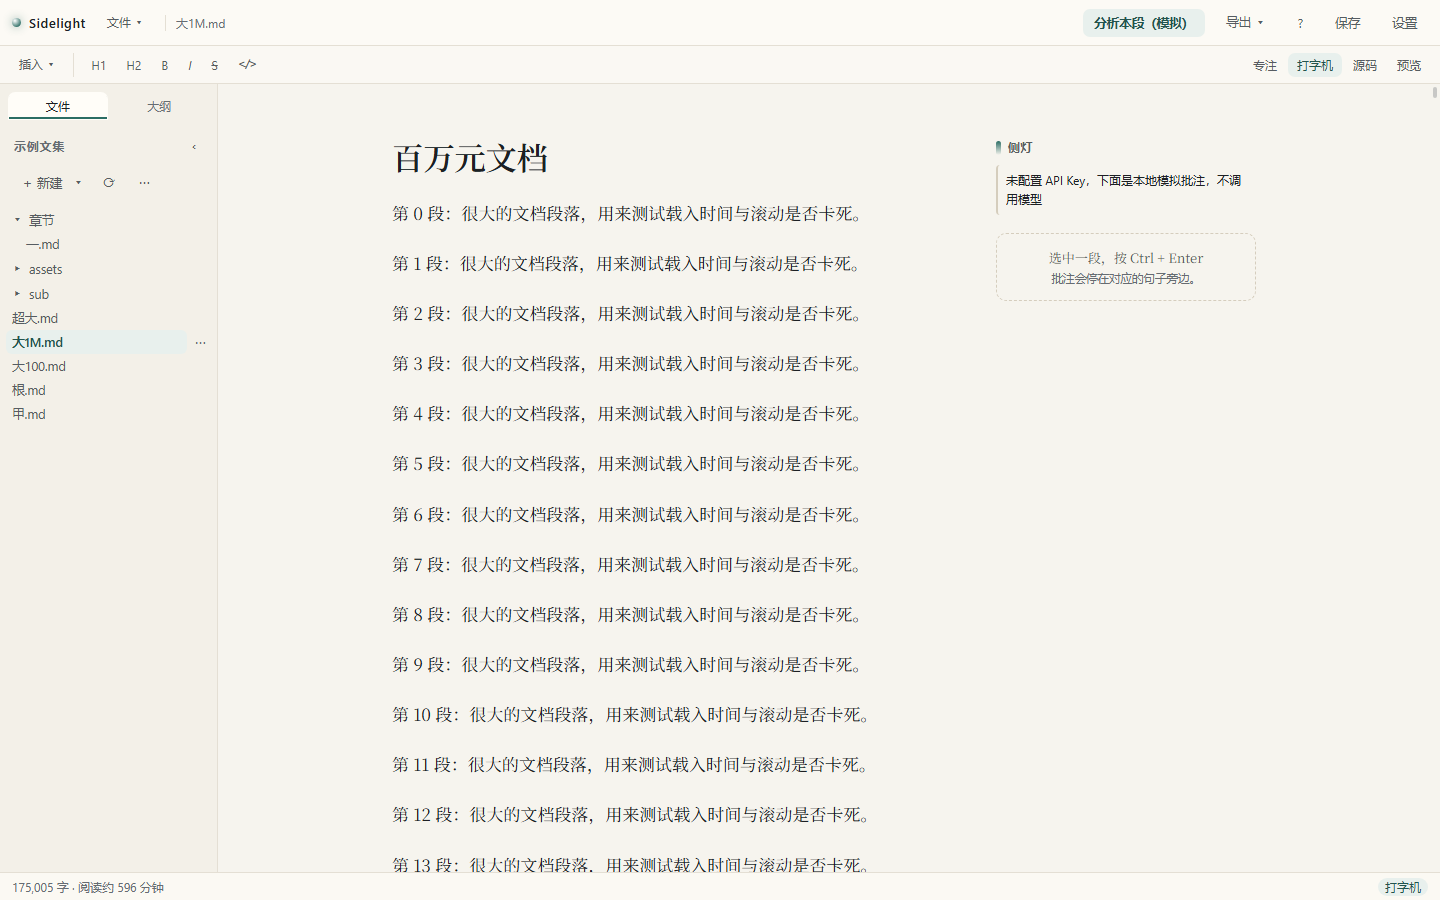 Sidelight 文件 大1M.md 分析本段（模拟） 导出 ? 保存 设置
插入 H1 H2 B I S </> 专注 打字机 源码 预览
文件 大纲
示例文集
+ 新建 ···
章节
一.md
assets
sub
超大.md
大1M.md ···
大100.md
根.md
甲.md
百万元文档
第 0 段：很大的文档段落，用来测试载入时间与滚动是否卡死。
第 1 段：很大的文档段落，用来测试载入时间与滚动是否卡死。
第 2 段：很大的文档段落，用来测试载入时间与滚动是否卡死。
第 3 段：很大的文档段落，用来测试载入时间与滚动是否卡死。
第 4 段：很大的文档段落，用来测试载入时间与滚动是否卡死。
第 5 段：很大的文档段落，用来测试载入时间与滚动是否卡死。
第 6 段：很大的文档段落，用来测试载入时间与滚动是否卡死。
第 7 段：很大的文档段落，用来测试载入时间与滚动是否卡死。
第 8 段：很大的文档段落，用来测试载入时间与滚动是否卡死。
第 9 段：很大的文档段落，用来测试载入时间与滚动是否卡死。
第 10 段：很大的文档段落，用来测试载入时间与滚动是否卡死。
第 11 段：很大的文档段落，用来测试载入时间与滚动是否卡死。
第 12 段：很大的文档段落，用来测试载入时间与滚动是否卡死。
第 13 段：很大的文档段落，用来测试载入时间与滚动是否卡死。
侧灯
未配置 API Key，下面是本地模拟批注，不调
用模型
选中一段，按 Ctrl + Enter
批注会停在对应的句子旁边。
175,005 字 · 阅读约 596 分钟 打字机